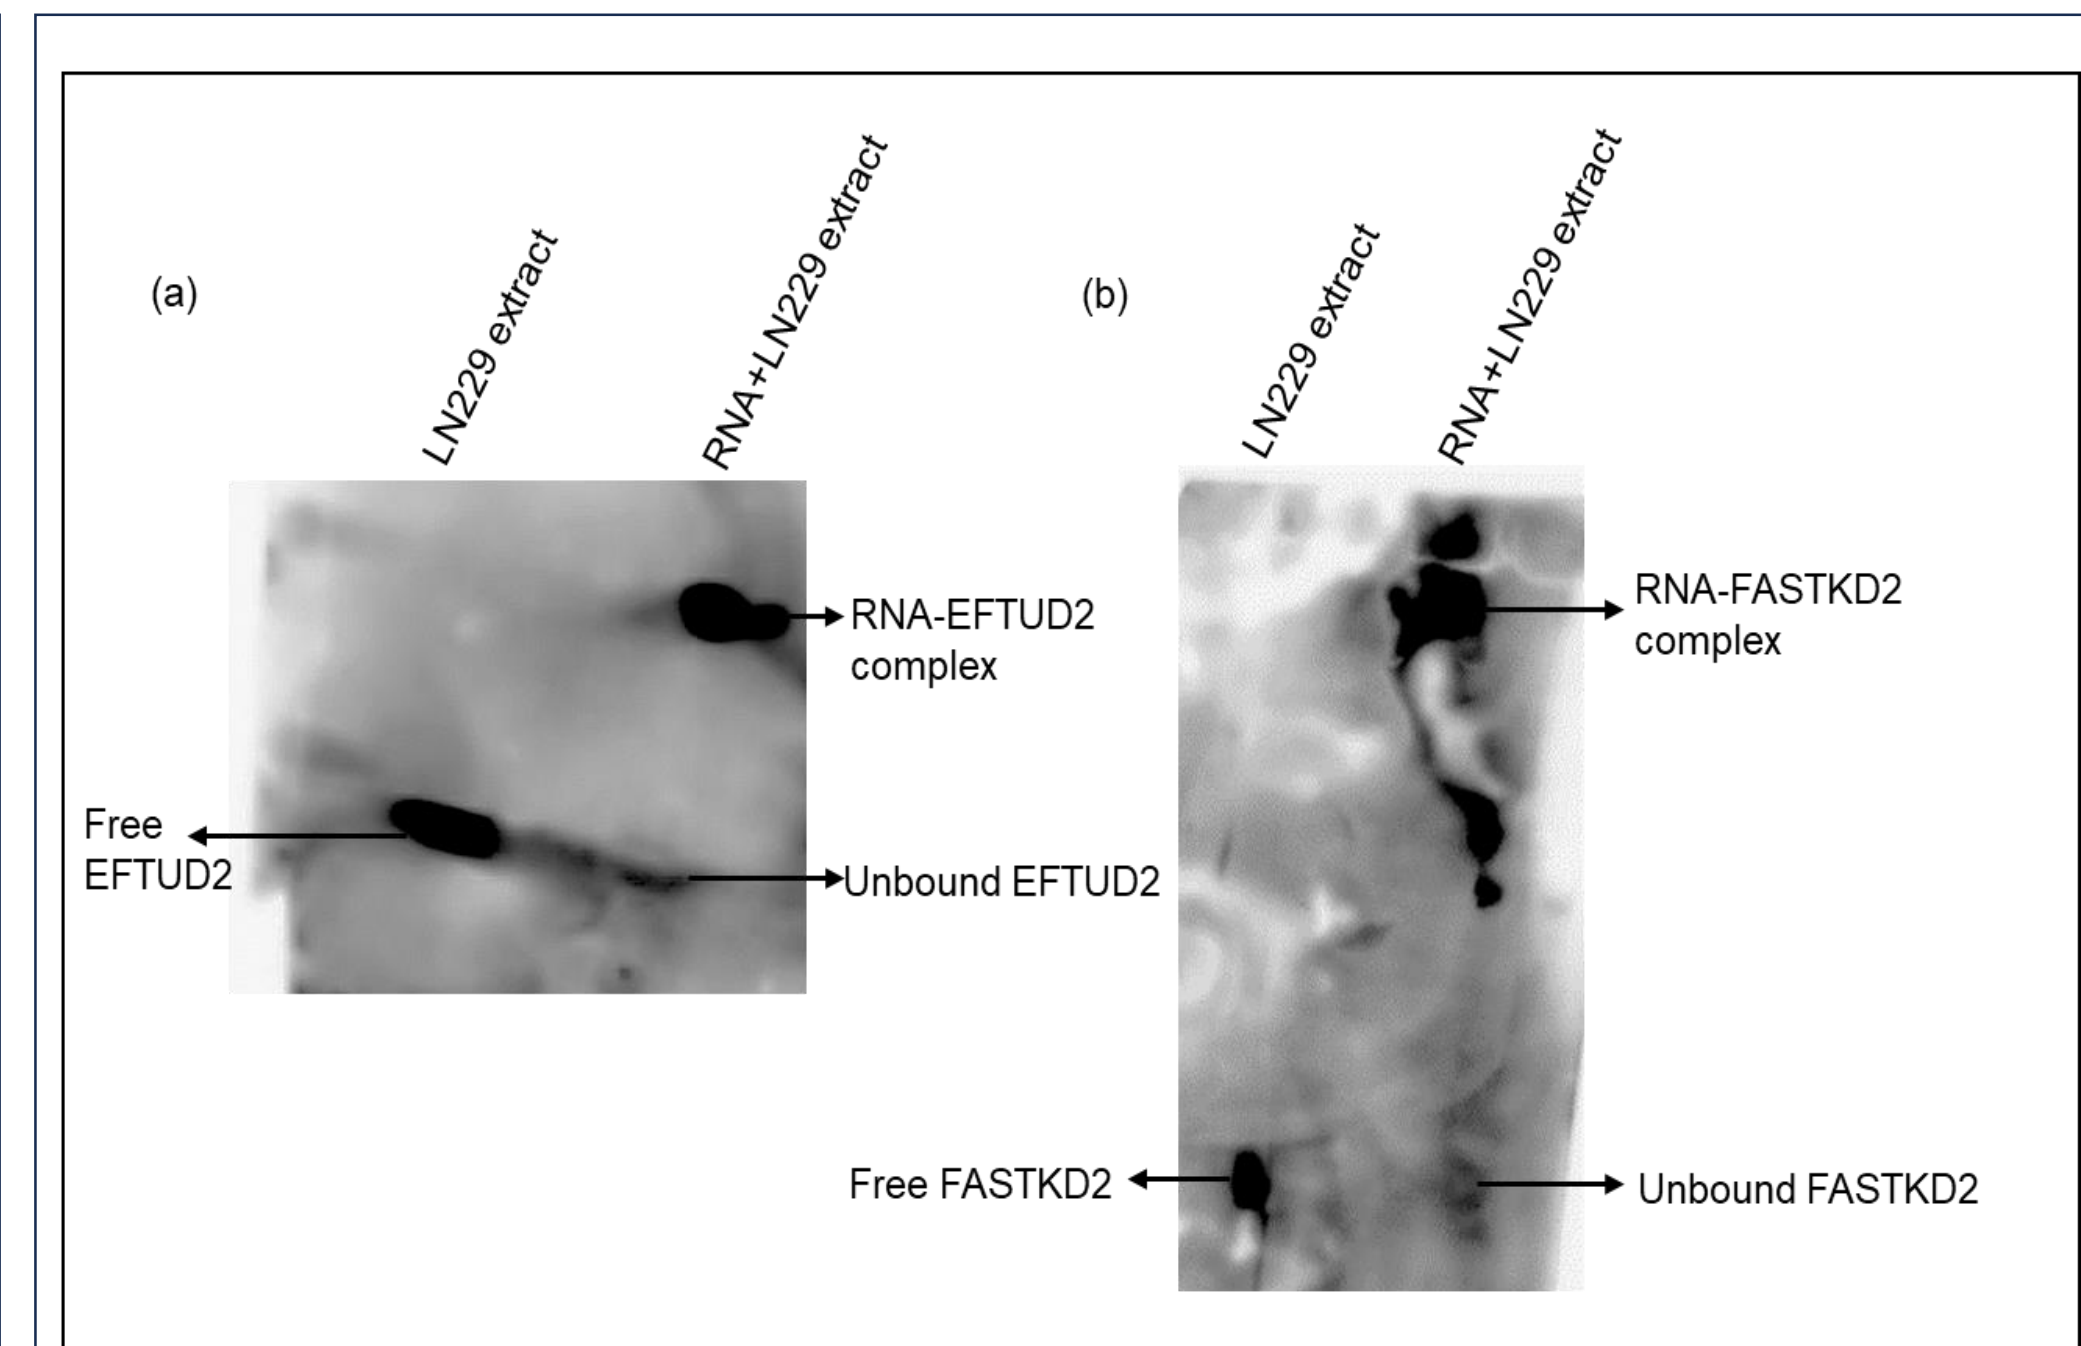 (a)
LN229 extract
RNA+LN229 extract
RNA-EFTUD2
complex
Free
EFTUD2
Unbound EFTUD2
(b)
LN229 extract
RNA+LN229 extract
RNA-FASTKD2
complex
Free FASTKD2
Unbound FASTKD2